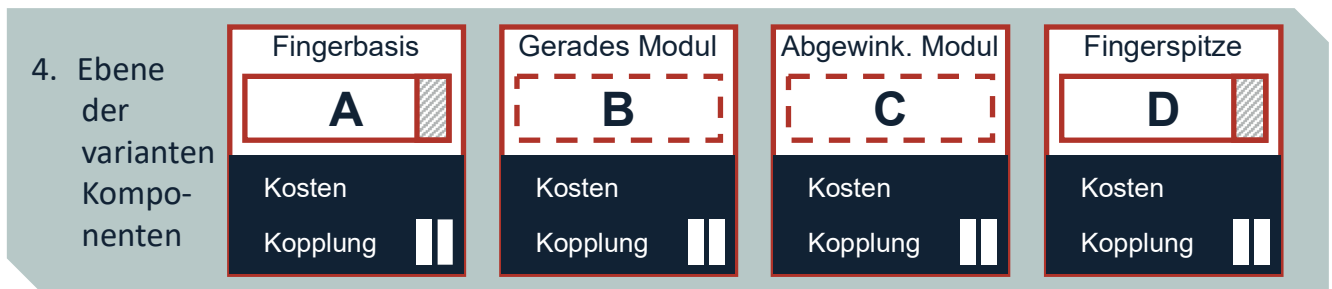 4. Ebene
der
varianten
Kompo-
nenten
Fingerbasis
A
Kosten
Kopplung
Gerades Modul
B
Kosten
Kopplung
Abgewink. Modul
C
Kosten
Kopplung
Fingerspitze
D
Kosten
Kopplung